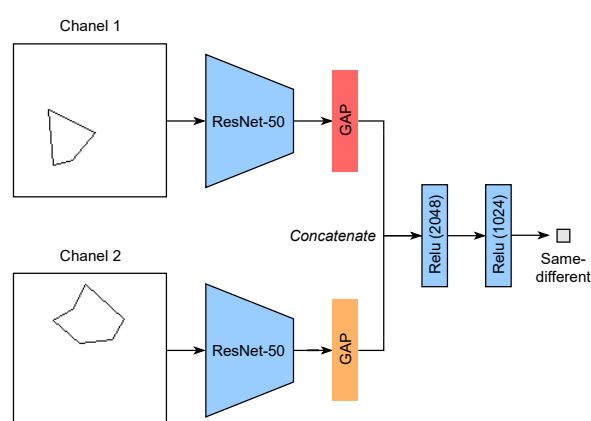 Chanel 1
ResNet-50
GAP
Concatenate
Relu (2048)
Relu (1024)
Same-
different
Chanel 2
ResNet-50
GAP